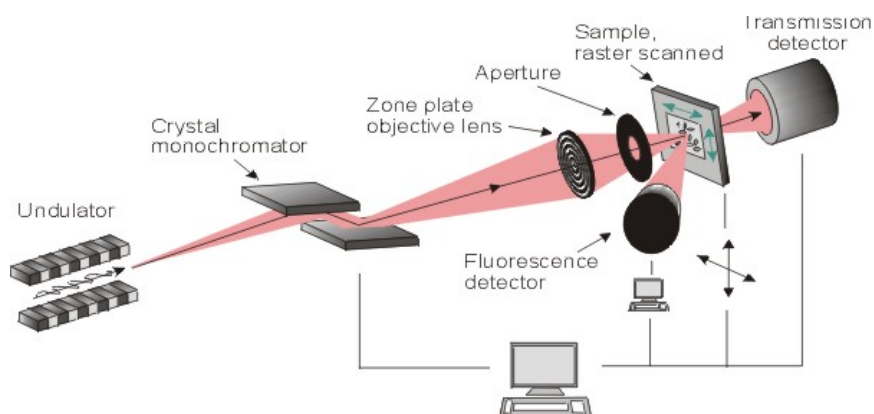 Transmission
detector
Sample,
raster scanned
Aperture
Zone plate
objective lens
Crystal
monochromator
Undulator
Fluorescence
detector